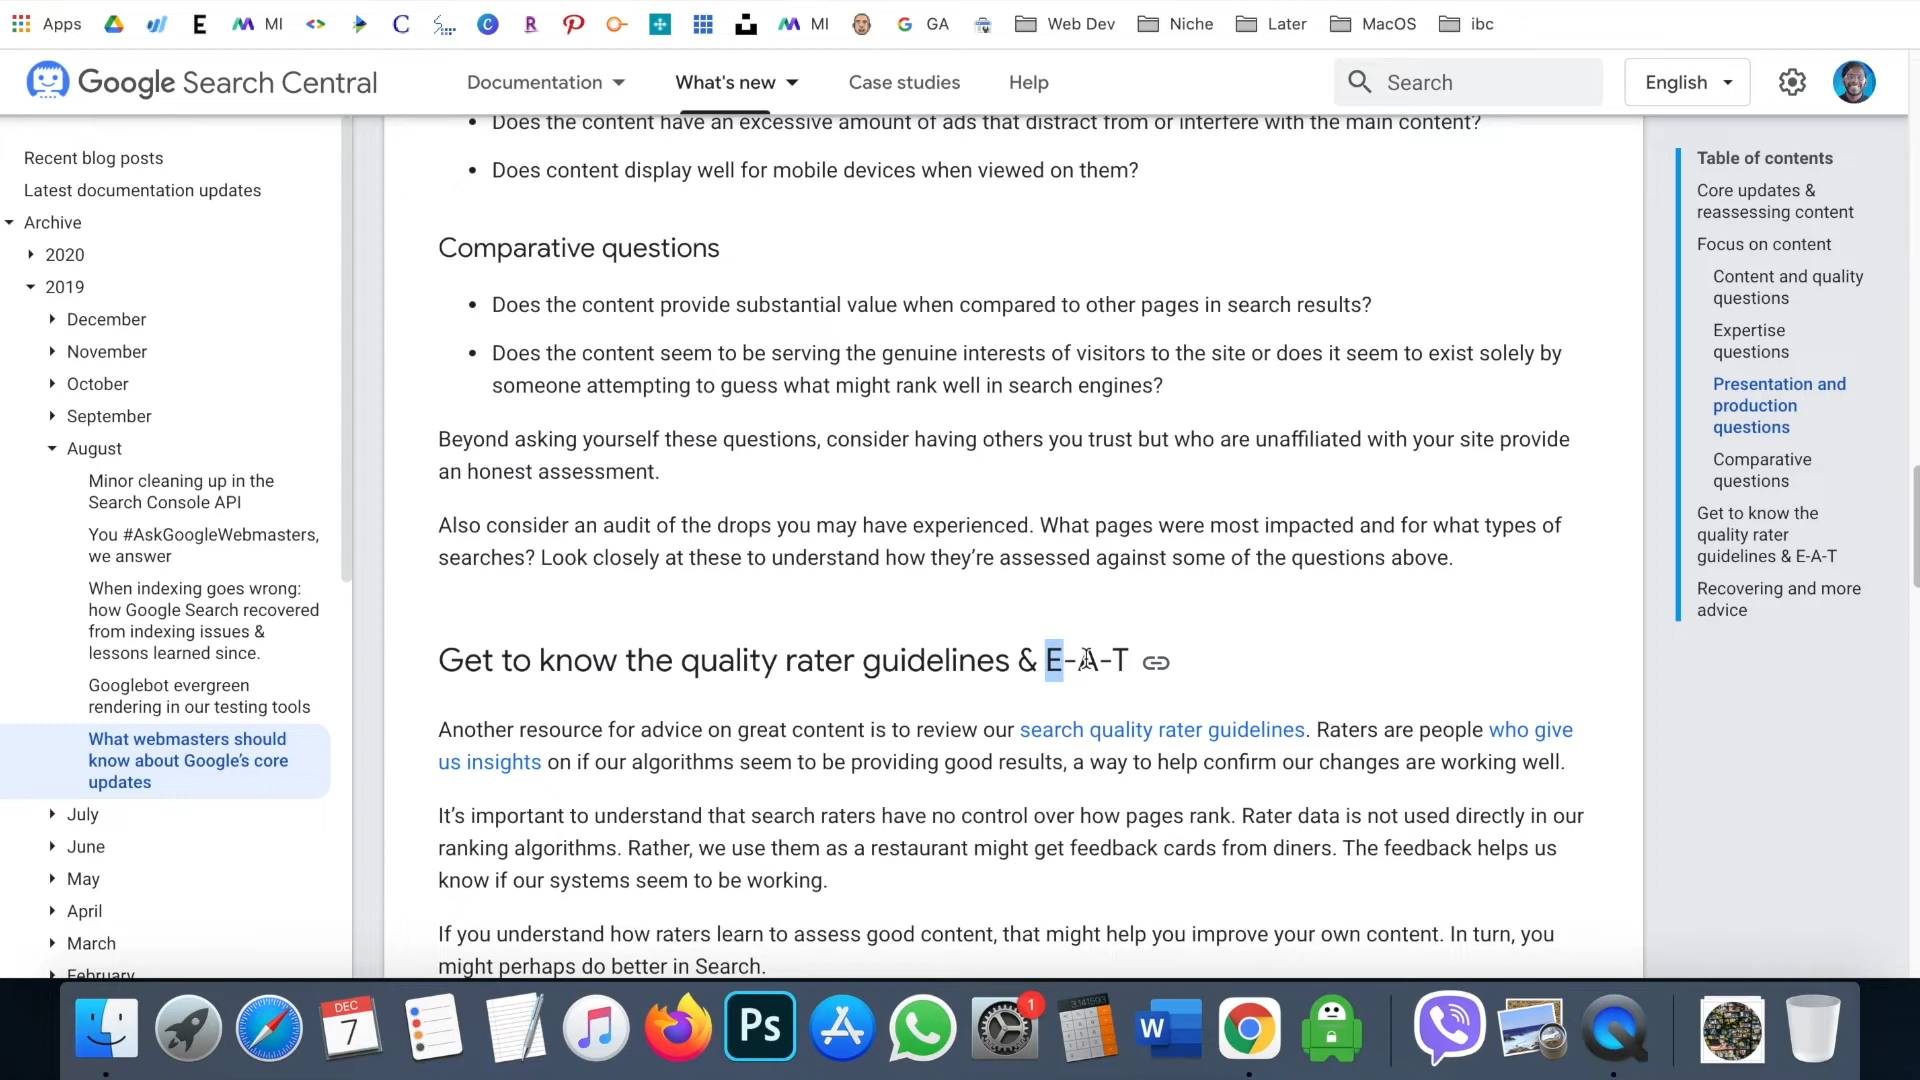 Apps
MI
MI
GA
Web Dev
Niche
Later
MacOS
ibc
Google Search Central
Documentation
What's new
Case studies
Help
Search
English
Recent blog posts
Latest documentation updates
Archive
2020
2019
December
November
October
September
August
Minor cleaning up in the
Search Console API
You #AskGoogleWebmasters,
we answer
When indexing goes wrong:
how Google Search recovered
from indexing issues &
lessons learned since.
Googlebot evergreen
rendering in our testing tools
What webmasters should
know about Google’s core
updates
July
June
May
April
March
February
• Does the content have an excessive amount of ads that distract from or interfere with the main content?
• Does content display well for mobile devices when viewed on them?
Comparative questions
• Does the content provide substantial value when compared to other pages in search results?
• Does the content seem to be serving the genuine interests of visitors to the site or does it seem to exist solely by
someone attempting to guess what might rank well in search engines?
Beyond asking yourself these questions, consider having others you trust but who are unaffiliated with your site provide
an honest assessment.
Also consider an audit of the drops you may have experienced. What pages were most impacted and for what types of
searches? Look closely at these to understand how they’re assessed against some of the questions above.
Get to know the quality rater guidelines & E-A-T
Another resource for advice on great content is to review our search quality rater guidelines. Raters are people who give
us insights on if our algorithms seem to be providing good results, a way to help confirm our changes are working well.
It’s important to understand that search raters have no control over how pages rank. Rater data is not used directly in our
ranking algorithms. Rather, we use them as a restaurant might get feedback cards from diners. The feedback helps us
know if our systems seem to be working.
If you understand how raters learn to assess good content, that might help you improve your own content. In turn, you
might perhaps do better in Search.
Table of contents
Core updates &
reassessing content
Focus on content
Content and quality
questions
Expertise
questions
Presentation and
production
questions
Comparative
questions
Get to know the
quality rater
guidelines & E-A-T
Recovering and more
advice
DEC
7
Ps
1
3.141593
W